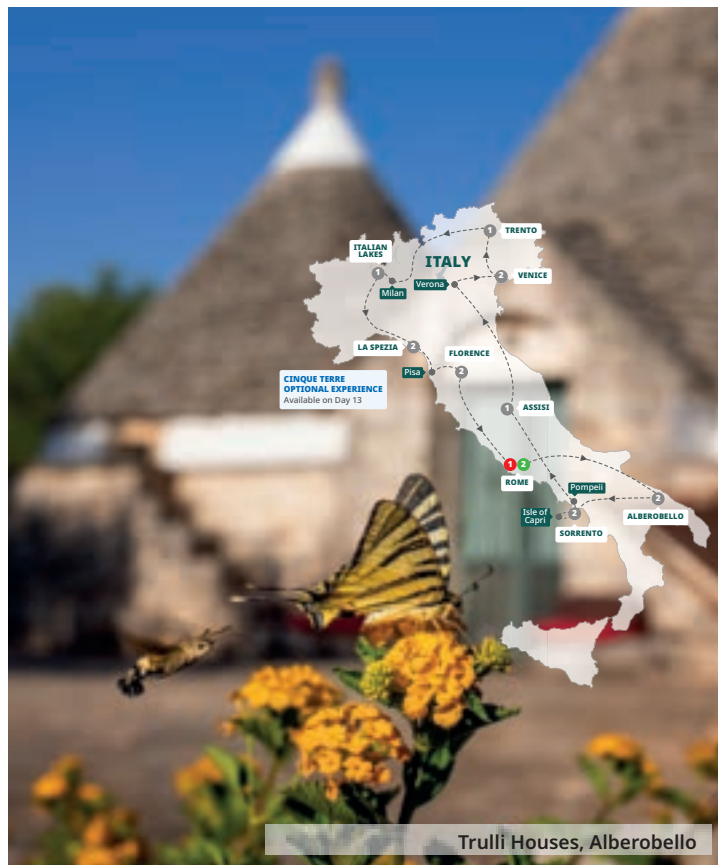 1
TRENTO
ITALIAN
LAKES
1
ITALY
Milan
Verona
2
VENICE
LA SPEZIA
2
FLORENCE
Pisa
2
CINQUE TERRE
OPTIONAL EXPERIENCE
Available on Day 13
1
ASSISI
1
2
ROME
Pompeii
2
Isle of
Capri
2
ALBEROBELLO
SORRENTO
Trulli Houses, Alberobello